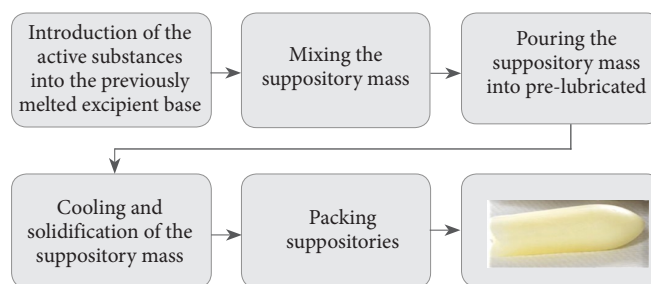 Introduction of the
active substances
into the previously
melted excipient base
Mixing the
suppository mass
Pouring the
suppository mass
into pre-lubricated
Cooling and
solidification of the
suppository mass
Packing
suppositories